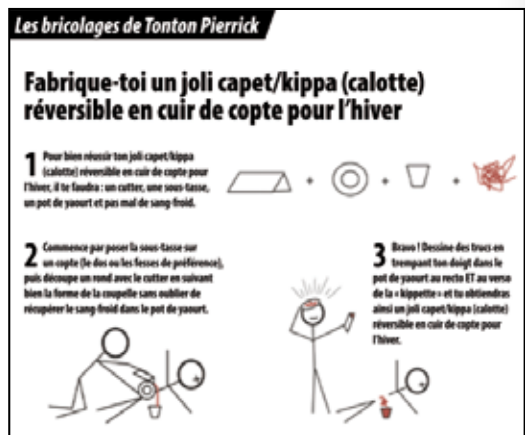 Les bricolages de Tonton Pierrick
Fabrique-toi un joli capet/kippa (calotte)
réversible en cuir de copte pour l'hiver
1 Pour bien réussir ton joli capet/kippa
(calotte) réversible en cuir de copte pour
l'hiver, il te faudra : un cutter, une sous-tasse,
un pot de yaourt et pas mal de sang-froid.
+ + +
2 Commence par poser la sous-tasse sur
un copte (le dos ou les fesses de préférence),
puis découpe un rond avec le cutter en suivant
bien la forme de la coupelle sans oublier de
récupérer le sang froid dans le pot de yaourt.
3 Bravo ! Dessine des trucs en
trempant ton doigt dans le
pot de yaourt au recto ET au verso
de la « kippette » et tu obtiendras
ainsi un joli capet/kippa (calotte)
réversible en cuir de copte pour
l'hiver.